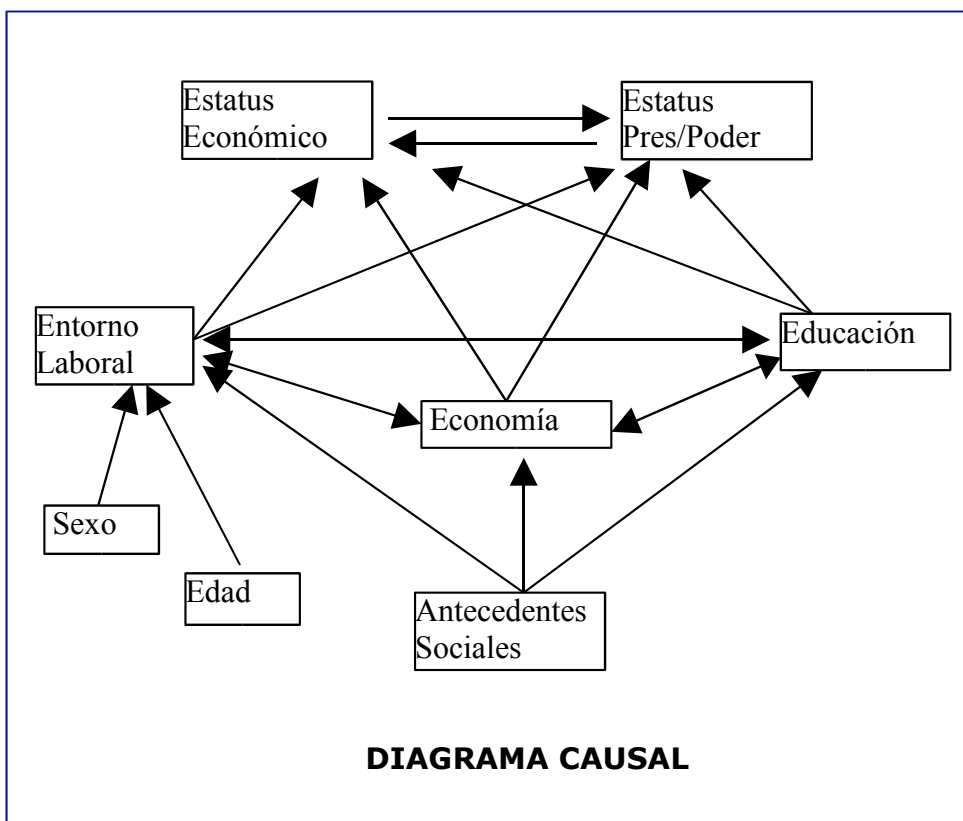 Estatus
Económico
Estatus
Pres/Poder
Entorno
Laboral
Educación
Economía
Sexo
Edad
Antecedentes
Sociales
DIAGRAMA CAUSAL